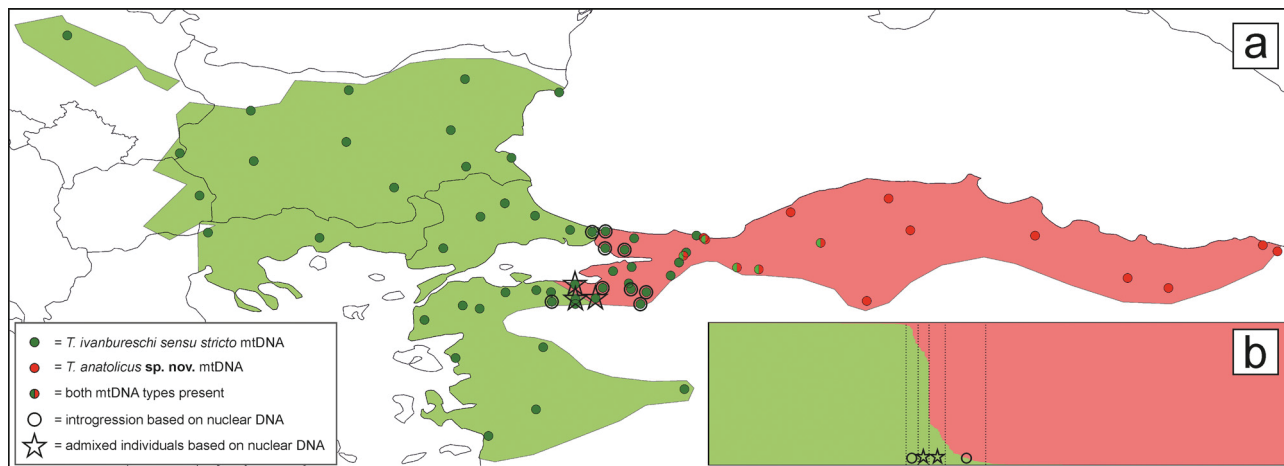 a
= T. ivanbureschi sensu stricto mtDNA
= T. anatolicus sp. nov. mtDNA
= both mtDNA types present
= introgression based on nuclear DNA
= admixed individuals based on nuclear DNA
b